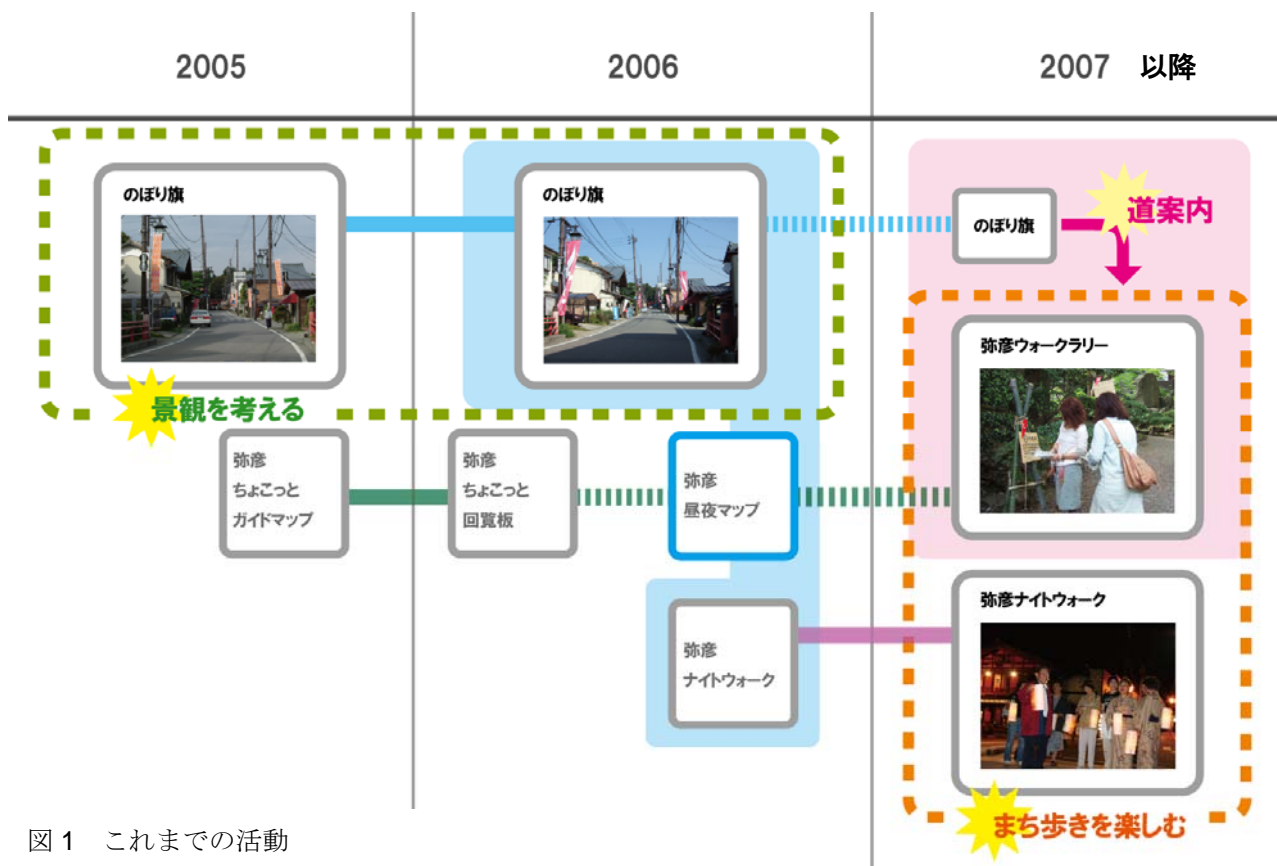 2005
2006
2007 以降
のぼり旗
のぼり旗
のぼり旗
道案内
景観を考える
弥彦
ちょこっと
ガイドマップ
弥彦
ちょこっと
回覧板
弥彦
昼夜マップ
弥彦ウォークラリー
弥彦
ナイトウォーク
弥彦ナイトウォーク
まち歩きを楽しむ
図 1 これまでの活動